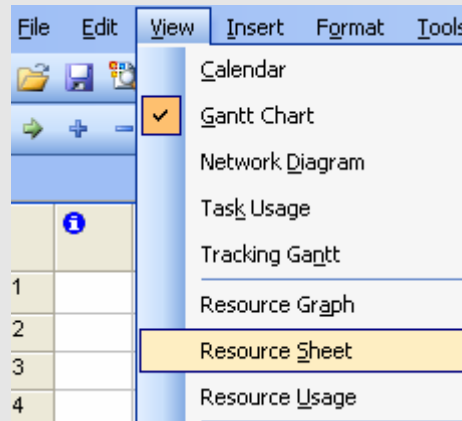 File Edit View Insert Format Tools
Calendar
Gantt Chart
Network Diagram
Task Usage
Tracking Gantt
1
Resource Graph
2
Resource Sheet
3
Resource Usage
4